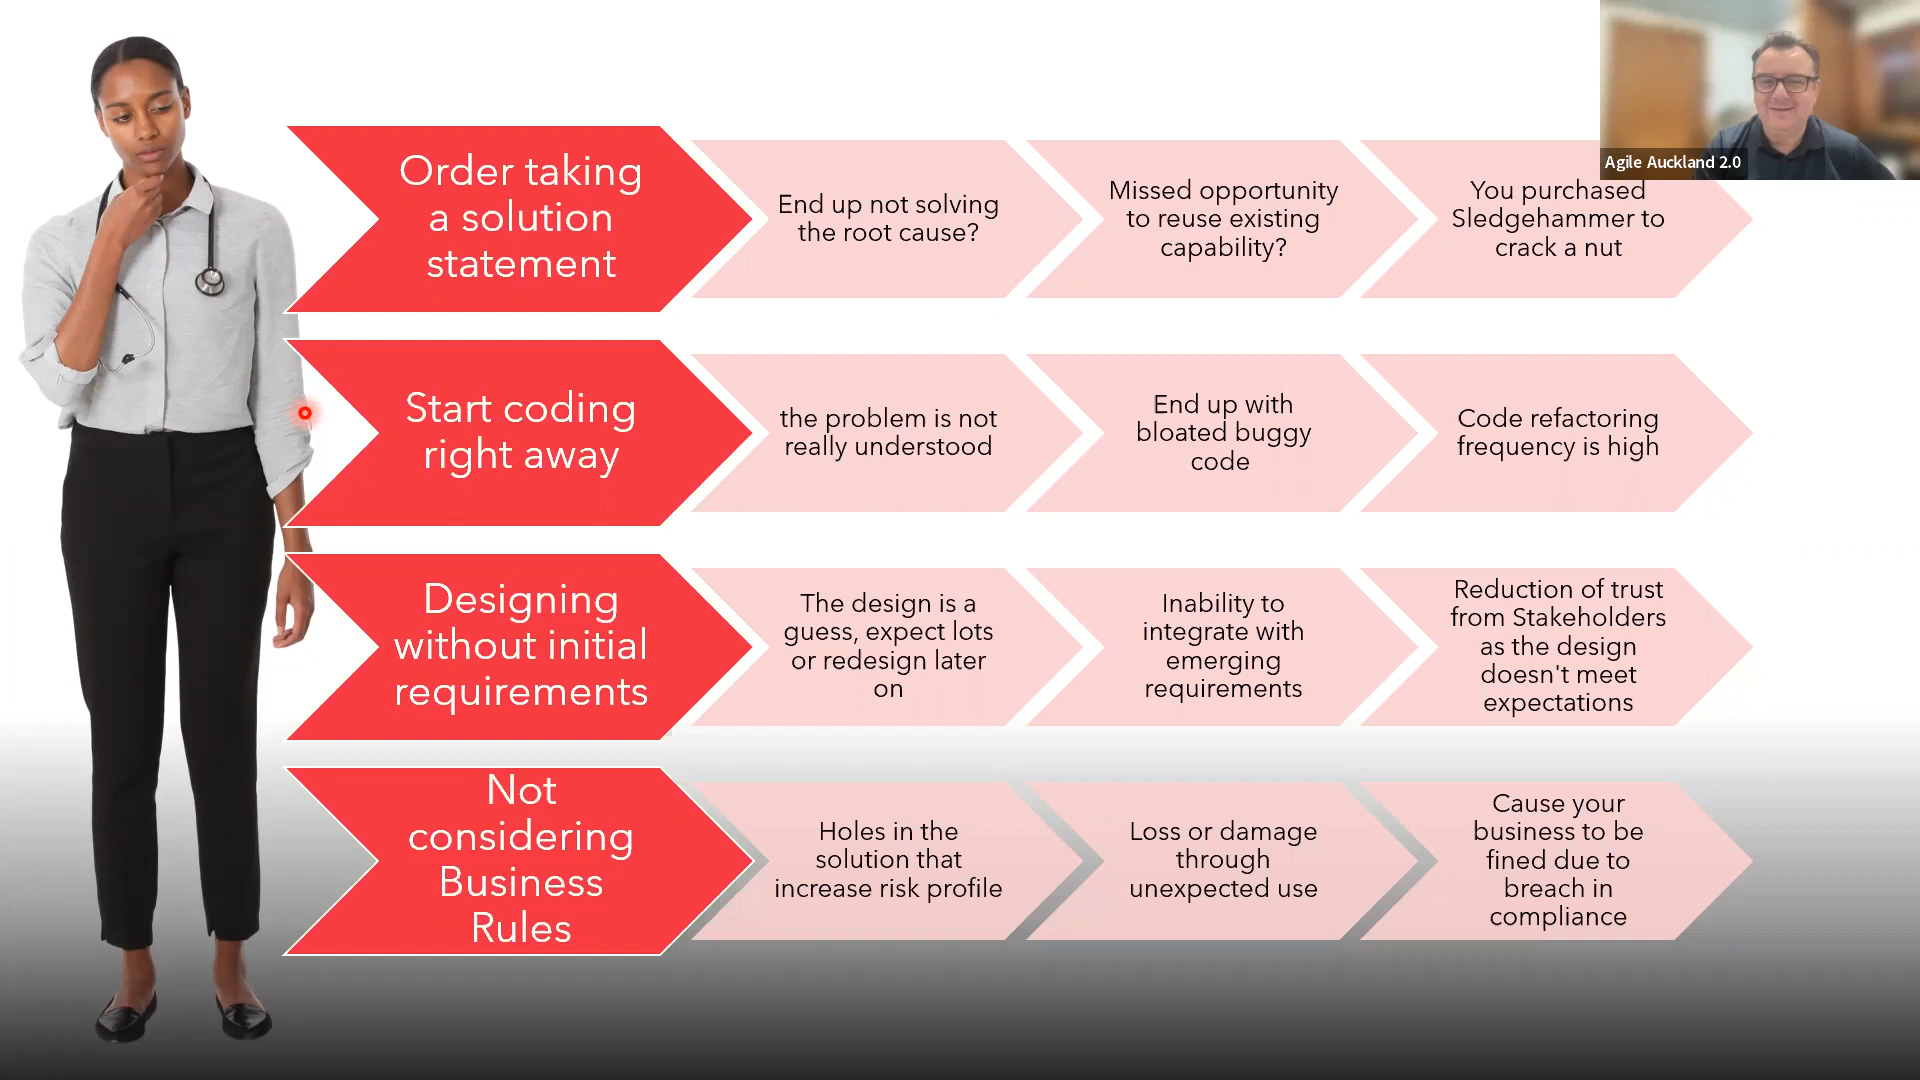 Agile Auckland 2.0
Order taking
a solution
statement
End up not solving
the root cause?
Missed opportunity
to reuse existing
capability?
You purchased
Sledgehammer to
crack a nut
Start coding
right away
the problem is not
really understood
End up with
bloated buggy
code
Code refactoring
frequency is high
Designing
without initial
requirements
The design is a
guess, expect lots
or redesign later
on
Inability to
integrate with
emerging
requirements
Reduction of trust
from Stakeholders
as the design
doesn't meet
expectations
Not
considering
Business
Rules
Holes in the
solution that
increase risk profile
Loss or damage
through
unexpected use
Cause your
business to be
fined due to
breach in
compliance